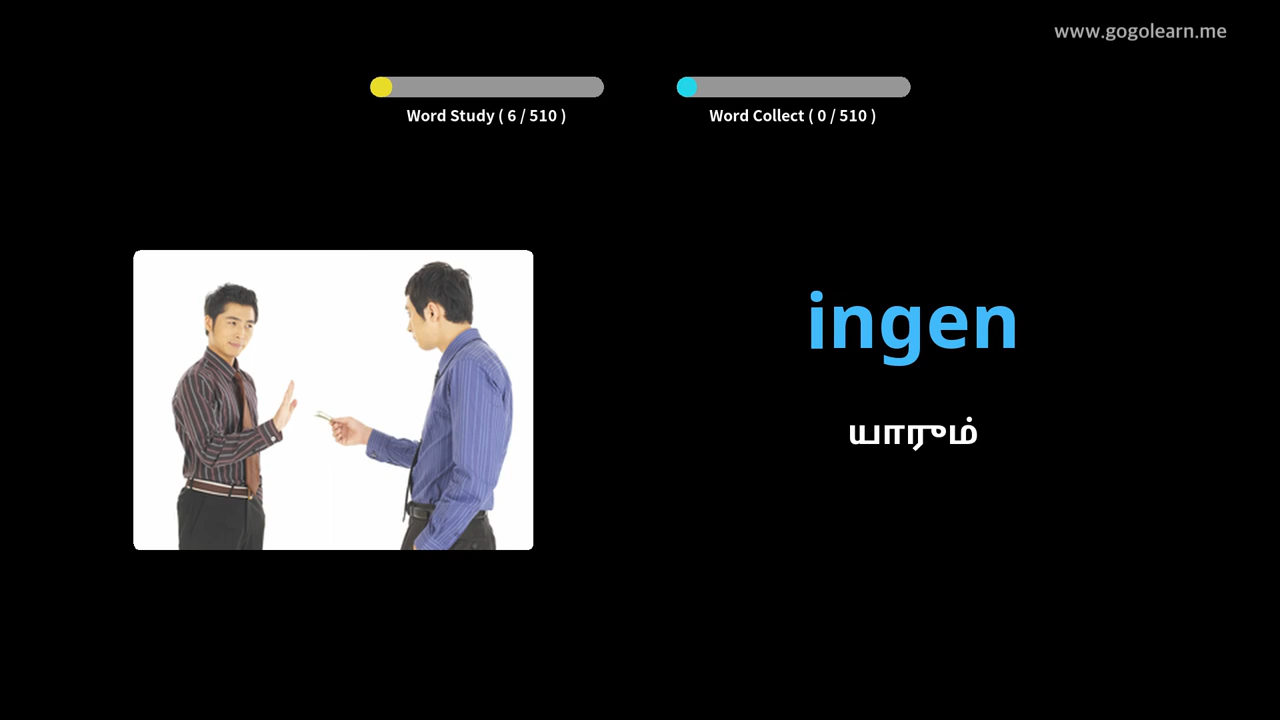 www.gogolearn.me
Word Study ( 6 / 510 )
Word Collect ( 0 / 510 )
ingen
யாரும்